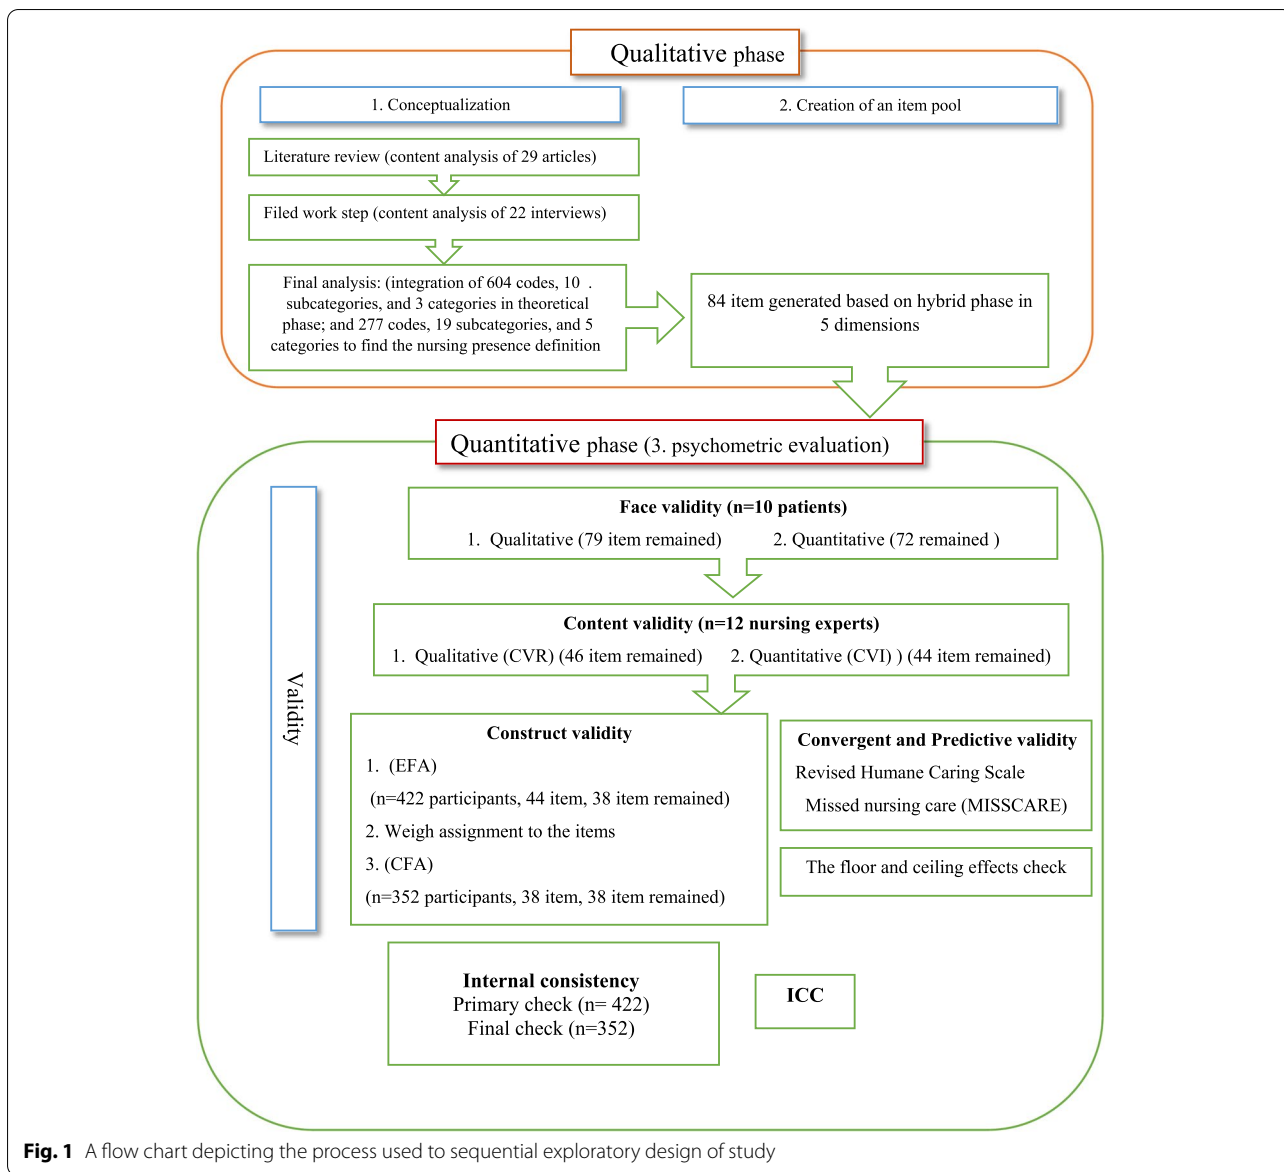 Qualitative phase
1. Conceptualization
2. Creation of an item pool
Literature review (content analysis of 29 articles)
Filed work step (content analysis of 22 interviews)
Final analysis: (integration of 604 codes, 10 .
subcategories, and 3 categories in theoretical
phase; and 277 codes, 19 subcategories, and 5
categories to find the nursing presence definition
84 item generated based on hybrid phase in
5 dimensions
Quantitative phase (3. psychometric evaluation)
Validity
Face validity (n=10 patients)
1. Qualitative (79 item remained) 2. Quantitative (72 remained )
Content validity (n=12 nursing experts)
1. Qualitative (CVR) (46 item remained) 2. Quantitative (CVI) ) (44 item remained)
Construct validity
1. (EFA)
(n=422 participants, 44 item, 38 item remained)
2. Weigh assignment to the items
3. (CFA)
(n=352 participants, 38 item, 38 item remained)
Convergent and Predictive validity
Revised Humane Caring Scale
Missed nursing care (MISSCARE)
The floor and ceiling effects check
Internal consistency
Primary check (n= 422)
Final check (n=352)
ICC
Fig. 1 A flow chart depicting the process used to sequential exploratory design of study